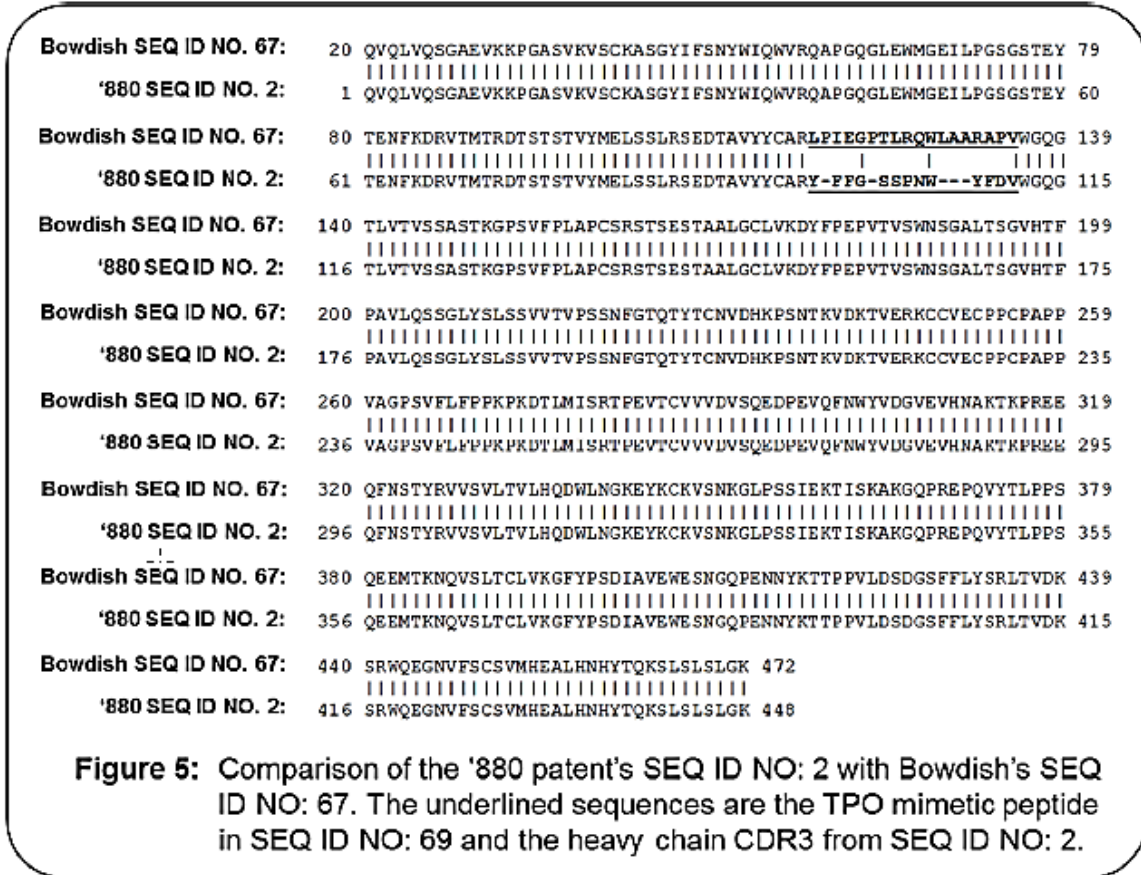 Bowdish SEQ ID NO. 67: 20 QVQLVQSGAEVKKPGASVKVSCKASGYIFSNYWIQWVRQAPGQGLEWMGEILPGSGSTEY 79
'880 SEQ ID NO. 2: 1 QVQLVQSGAEVKKPGASVKVSCKASGYIFSNYWIQWVRQAPGQGLEWMGEILPGSGSTEY 60
Bowdish SEQ ID NO. 67: 80 TENFKDRVTMTRDTSTSTVYMELSSLRSEDTAVYYCARLPIEGPTLRQWLAARAPVWGQG 139
'880 SEQ ID NO. 2: 61 TENFKDRVTMTRDTSTSTVYMELSSLRSEDTAVYYCARY-FFG-SSPNW---YFDVWGQG 115
Bowdish SEQ ID NO. 67: 140 TLVTVSSASTKGPSVFPLAPCSRSTSESTAALGCLVKDYFPEPVTVSWNSGALTSGVHTF 199
'880 SEQ ID NO. 2: 116 TLVTVSSASTKGPSVFPLAPCSRSTSESTAALGCLVKDYFPEPVTVSWNSGALTSGVHTF 175
Bowdish SEQ ID NO. 67: 200 PAVLQSSGLYSLSSVVTVPSSNFGTQTYTCNVDHKPSNTKVDKTVERKCCVECPPCPAPP 259
'880 SEQ ID NO. 2: 176 PAVLQSSGLYSLSSVVTVPSSNFGTQTYTCNVDHKPSNTKVDKTVERKCCVECPPCPAPP 235
Bowdish SEQ ID NO. 67: 260 VAGPSVFLFPPKPKDTLMISRTPEVTCVVVDVSQEDPEVQFNWYVDGVEVHNAKTKPREE 319
'880 SEQ ID NO. 2: 236 VAGPSVFLFPPKPKDTLMISRTPEVTCVVVDVSQEDPEVQFNWYVDGVEVHNAKTKPREE 295
Bowdish SEQ ID NO. 67: 320 QFNSTYRVVSVLTVLHQDWLNGKEYKCKVSNKGLPSSIEKTISKAKGQPREPQVYTLPPS 379
'880 SEQ ID NO. 2: 296 QFNSTYRVVSVLTVLHQDWLNGKEYKCKVSNKGLPSSIEKTISKAKGQPREPQVYTLPPS 355
Bowdish SEQ ID NO. 67: 380 QEEMTKNQVSLTCLVKGFYPSDIAVEWESNGQPENNYKTTPPVLDSDGSFFLYSRLTVDK 439
'880 SEQ ID NO. 2: 356 QEEMTKNQVSLTCLVKGFYPSDIAVEWESNGQPENNYKTTPPVLDSDGSFFLYSRLTVDK 415
Bowdish SEQ ID NO. 67: 440 SRWQEGNVFSCSVMHEALHNHYTQKSLSLSLGK 472
'880 SEQ ID NO. 2: 416 SRWQEGNVFSCSVMHEALHNHYTQKSLSLSLGK 448
Figure 5: Comparison of the '880 patent's SEQ ID NO: 2 with Bowdish's SEQ
ID NO: 67. The underlined sequences are the TPO mimetic peptide
in SEQ ID NO: 69 and the heavy chain CDR3 from SEQ ID NO: 2.